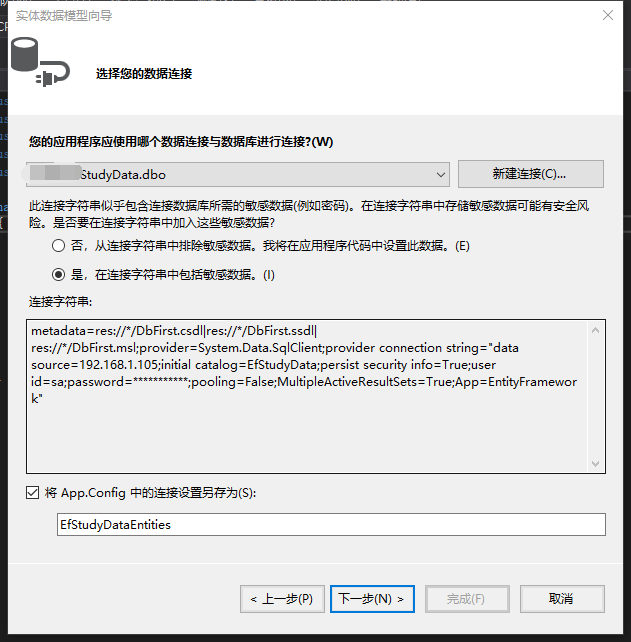 实体数据模型向导
选择您的数据连接
您的应用程序应使用哪个数据连接与数据库进行连接?(W)
StudyData.dbo
新建连接(C)...
此连接字符串似乎包含连接数据库所需的敏感数据(例如密码)。在连接字符串中存储敏感数据可能有安全风
险。是否要在连接字符串中加入这些敏感数据?
否，从连接字符串中排除敏感数据。我将在应用程序代码中设置此数据。(E)
是，在连接字符串中包括敏感数据。(I)
连接字符串:
metadata=res://*/DbFirst.csdl|res://*/DbFirst.ssdl|
res://*/DbFirst.msl;provider=System.Data.SqlClient;provider connection string="data
source=192.168.1.105;initial catalog=EfStudyData;persist security info=True;user
id=sa;password=***********;pooling=False;MultipleActiveResultSets=True;App=EntityFramewor
k"
将 App.Config 中的连接设置另存为(S):
EfStudyDataEntities
< 上一步(P)
下一步(N) >
完成(F)
取消